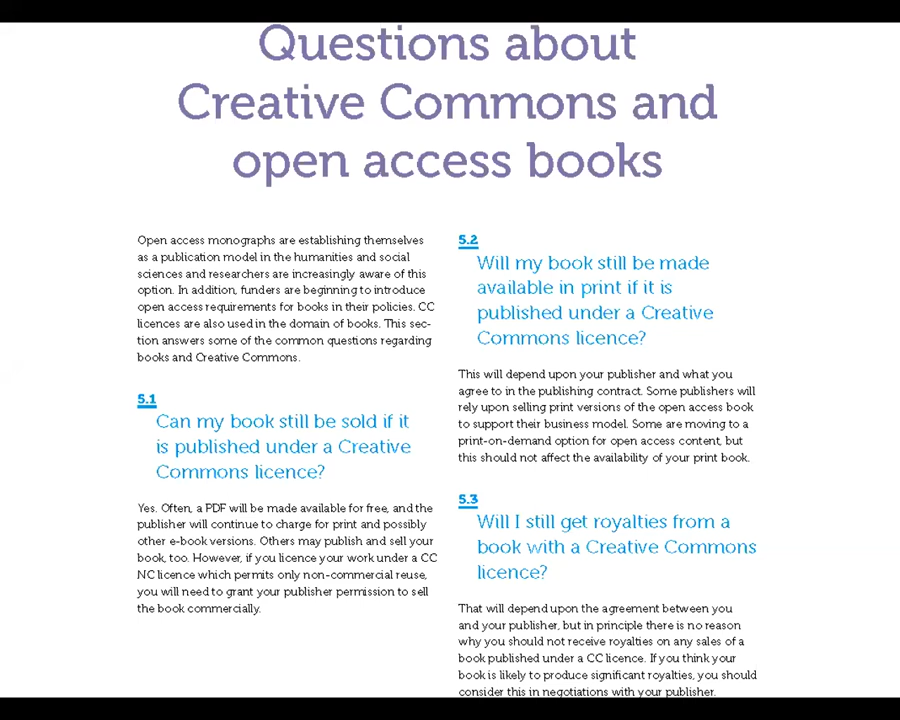 Questions about
Creative Commons and
open access books
Open access monographs are establishing themselves
as a publication model in the humanities and social
sciences and researchers are increasingly aware of this
option. In addition, funders are beginning to introduce
open access requirements for books in their policies. CC
licences are also used in the domain of books. This sec-
tion answers some of the common questions regarding
books and Creative Commons.
5.1
Can my book still be sold if it
is published under a Creative
Commons licence?
Yes. Often, a PDF will be made available for free, and the
publisher will continue to charge for print and possibly
other e-book versions. Others may publish and sell your
book, too. However, if you licence your work under a CC
NC licence which permits only non-commercial reuse,
you will need to grant your publisher permission to sell
the book commercially.
5.2
Will my book still be made
available in print if it is
published under a Creative
Commons licence?
This will depend upon your publisher and what you
agree to in the publishing contract. Some publishers will
rely upon selling print versions of the open access book
to support their business model. Some are moving to a
print-on-demand option for open access content, but
this should not affect the availability of your print book.
5.3
Will I still get royalties from a
book with a Creative Commons
licence?
That will depend upon the agreement between you
and your publisher, but in principle there is no reason
why you should not receive royalties on any sales of a
book published under a CC licence. If you think your
book is likely to produce significant royalties, you should
consider this in negotiations with your publisher.